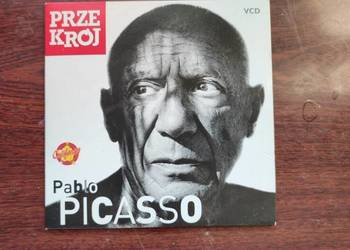 PRZE
KRÓJ
VCD
Pablo
PICASSO